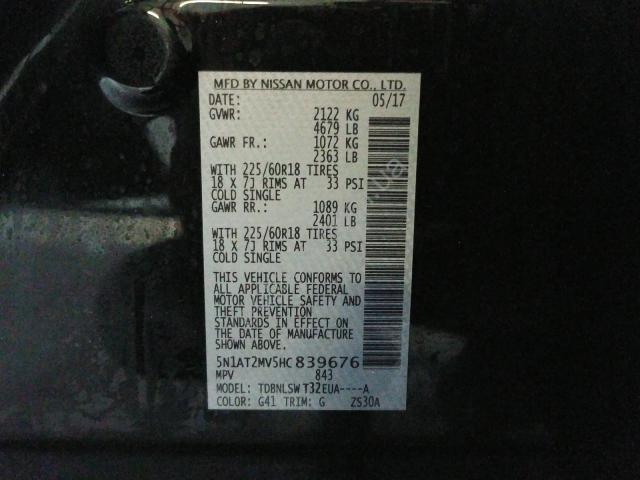 MFD BY NISSAN MOTOR CO., LTD.
DATE: 05/17
GVWR: 2122 KG
4679 LB
GAWR FR.: 1072 KG
2363 LB
WITH 225/60R18 TIRES
18 X 7J RIMS AT 33 PSI
COLD SINGLE
GAWR RR.: 1089 KG
2401 LB
WITH 225/60R18 TIRES
18 X 7J RIMS AT 33 PSI
COLD SINGLE
THIS VEHICLE CONFORMS TO
ALL APPLICABLE FEDERAL
MOTOR VEHICLE SAFETY AND
THEFT PREVENTION
STANDARDS IN EFFECT ON
THE DATE OF MANUFACTURE
SHOWN ABOVE.
5N1AT2MV5HC 839676
MPV 843
MODEL: TDBNLSW T32EUA----A
COLOR: G41 TRIM: G ZS30A